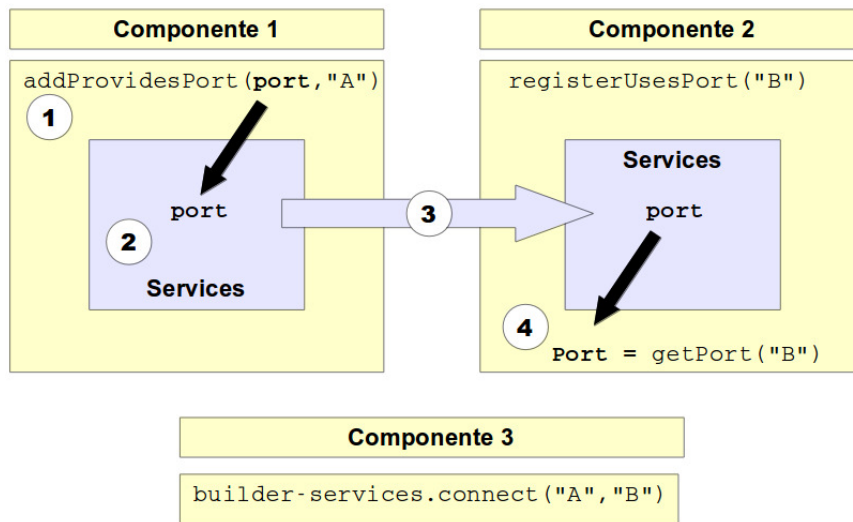 Componente 1
addProvidesPort(port,"A")
1
port
2
Services
3
Componente 2
registerUsesPort("B")
Services
port
4
Port = getPort("B")
Componente 3
builder-services.connect("A","B")